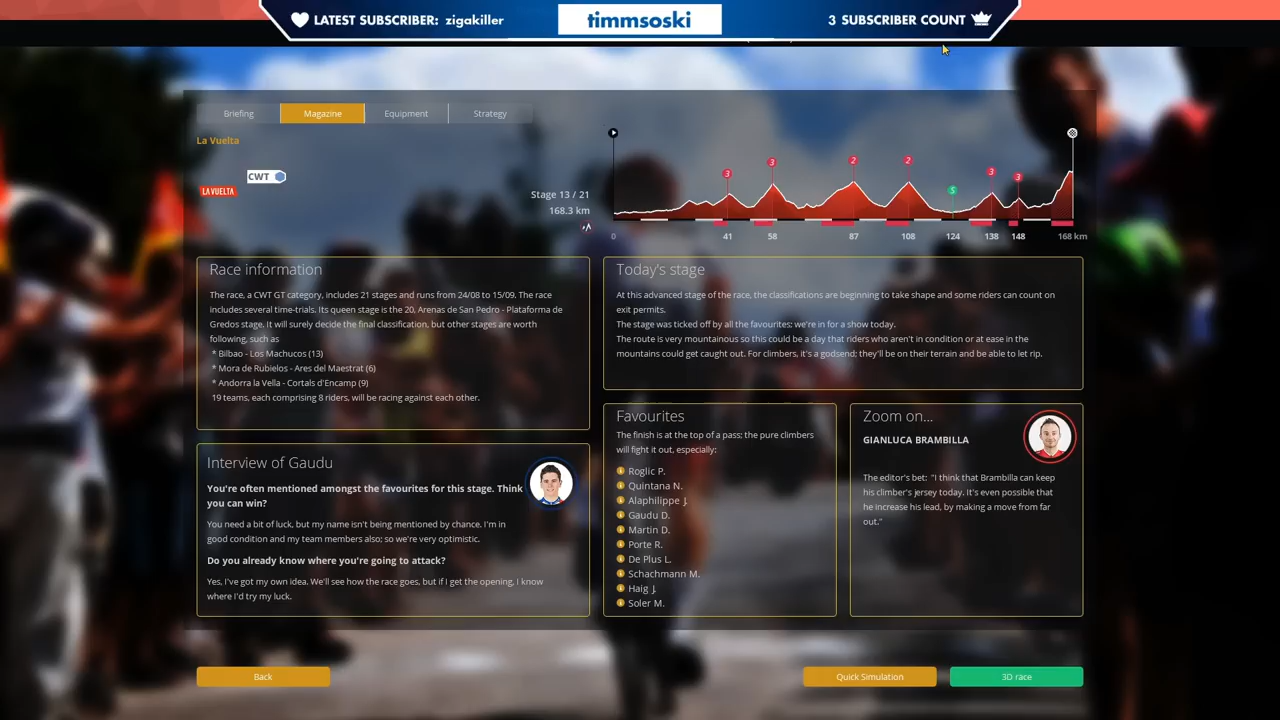 LATEST SUBSCRIBER: zigakiller
timmsoski
3 SUBSCRIBER COUNT
Briefing
Magazine
Equipment
Strategy
La Vuelta
CWT
LA VUELTA
Stage 13 / 21
168.3 km
3
3
2
2
S
3
3
0
41
58
87
108
124
138
148
168 km
Race information
The race, a CWT GT category, includes 21 stages and runs from 24/08 to 15/09. The race
includes several time-trials. Its queen stage is the 20, Arenas de San Pedro - Plataforma de
Gredos stage. It will surely decide the final classification, but other stages are worth
following, such as
* Bilbao - Los Machucos (13)
* Mora de Rubielos - Ares del Maestrat (6)
* Andorra la Vella - Cortals d'Encamp (9)
19 teams, each comprising 8 riders, will be racing against each other.
Today's stage
At this advanced stage of the race, the classifications are beginning to take shape and some riders can count on
exit permits.
The stage was ticked off by all the favourites; we're in for a show today.
The route is very mountainous so this could be a day that riders who aren't in condition or at ease in the
mountains could get caught out. For climbers, it's a godsend; they'll be on their terrain and be able to let rip.
Interview of Gaudu
You're often mentioned amongst the favourites for this stage. Think
you can win?
You need a bit of luck, but my name isn't being mentioned by chance. I'm in
good condition and my team members also; so we're very optimistic.
Do you already know where you're going to attack?
Yes, I've got my own idea. We'll see how the race goes, but if I get the opening, I know
where I'd try my luck.
Favourites
The finish is at the top of a pass; the pure climbers
will fight it out, especially:
Roglic P.
Quintana N.
Alaphilippe J.
Gaudu D.
Martin D.
Porte R.
De Plus L.
Schachmann M.
Haig J.
Soler M.
Zoom on...
GIANLUCA BRAMBILLA
The editor's bet: "I think that Brambilla can keep
his climber's jersey today. It's even possible that
he increase his lead, by making a move from far
out."
Back
Quick Simulation
3D race